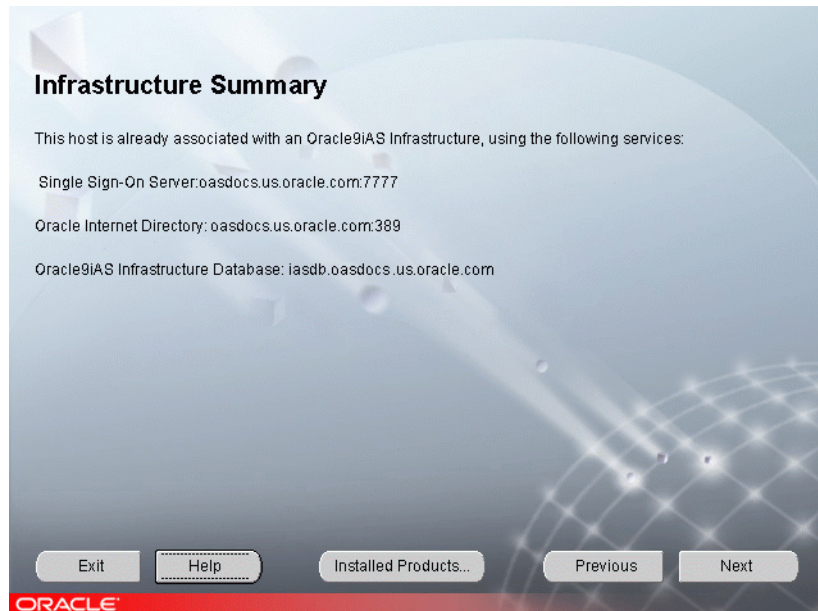 Infrastructure Summary
This host is already associated with an Oracle9iAS Infrastructure, using the following services:
Single Sign-On Server:oasdocs.us.oracle.com:7777
Oracle Internet Directory: oasdocs.us.oracle.com:389
Oracle9iAS Infrastructure Database: iasdb.oasdocs.us.oracle.com
Exit Help Installed Products... Previous Next
ORACLE